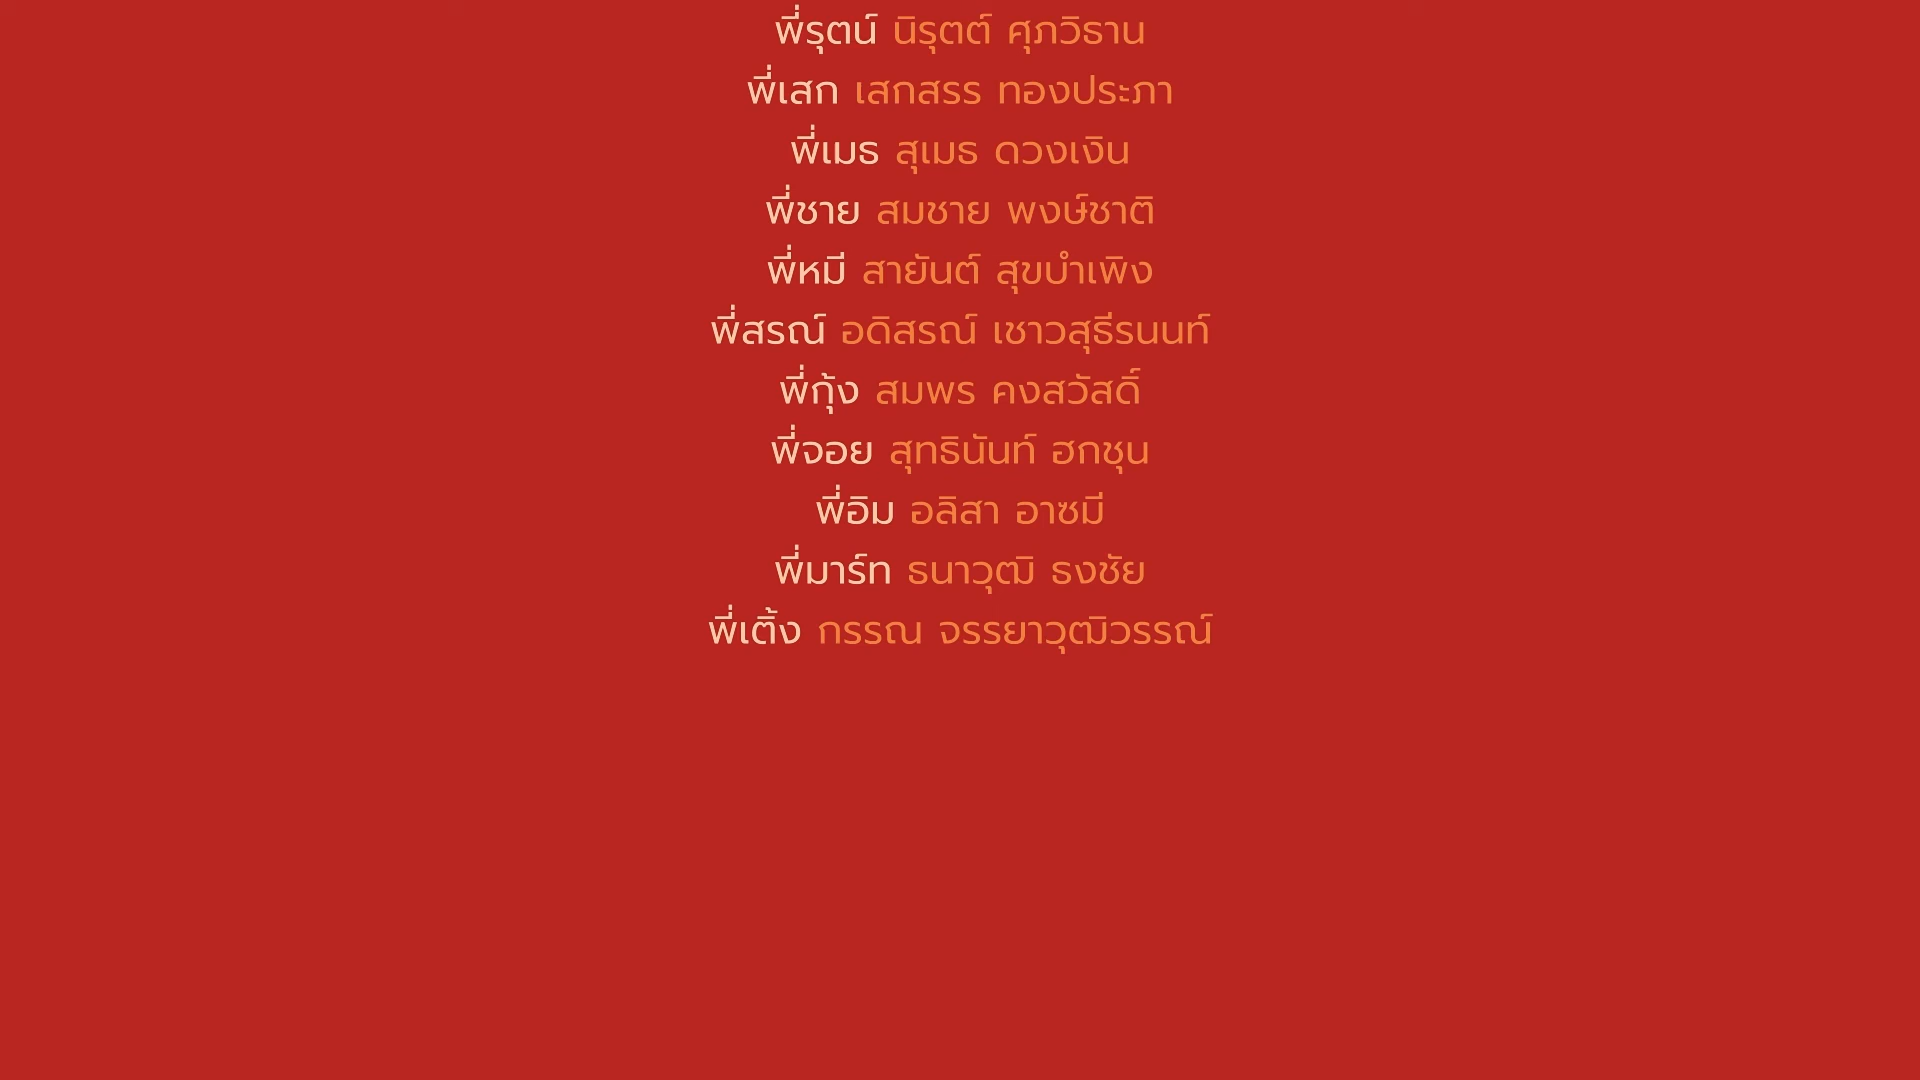 พี่รุตน์ นิรุตต์ ศุภวิธาน
พี่เสก เสกสรร ทองประภา
พี่เมธ สุเมธ ดวงเงิน
พี่ชาย สมชาย พงษ์ชาติ
พี่หมี สายันต์ สุขบำเพิง
พี่สรณ์ อดิสรณ์ เชาวสุธีรนนท์
พี่กุ้ง สมพร คงสวัสดิ์
พี่จอย สุทธินันท์ ฮกชุน
พี่อิม อลิสา อาซมี
พี่มาร์ท ธนาวุฒิ ธงชัย
พี่เติ้ง กรรณ จรรยาวุฒิวรรณ์